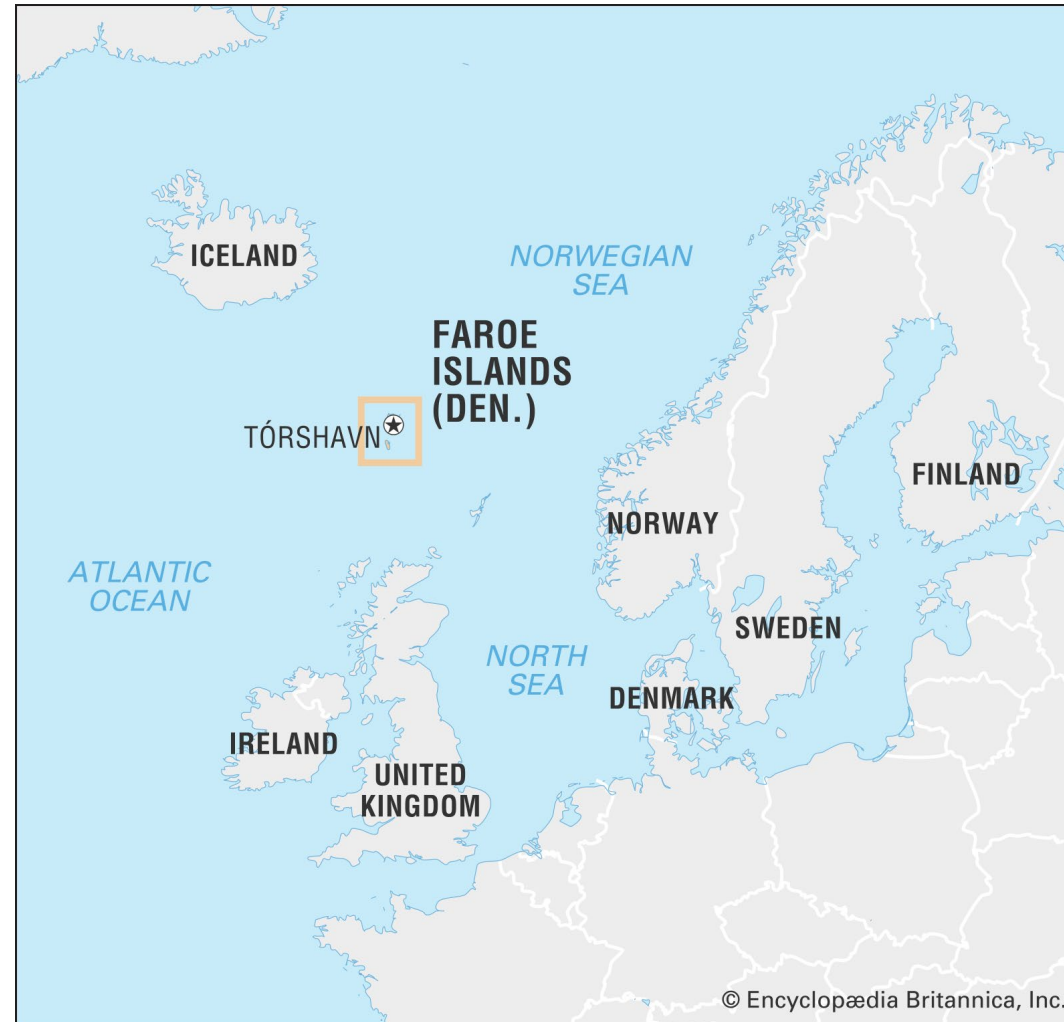 ICELAND
NORWEGIAN
SEA
FAROE
ISLANDS
(DEN.)
TÓRSHAVN
FINLAND
NORWAY
ATLANTIC
OCEAN
SWEDEN
NORTH
SEA
DENMARK
IRELAND
UNITED
KINGDOM
© Encyclopædia Britannica, Inc.